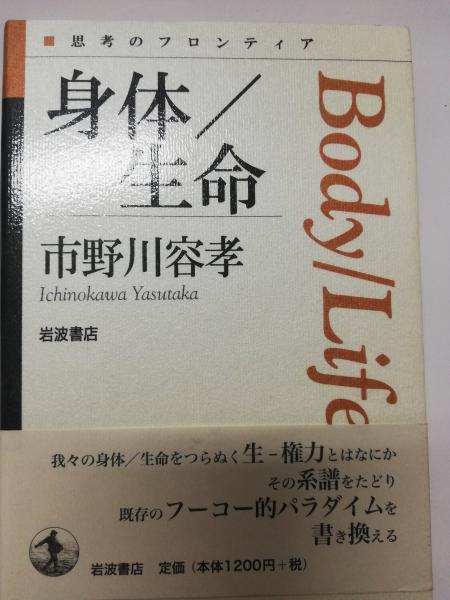 思考のフロンティア
身体／
生命
Body/Life
市野川容孝
Ichinokawa Yasutaka
岩波書店
我々の身体／生命をつらぬく生-権力とはなにか
その系譜をたどり
既存のフーコー的パラダイムを
書き換える
岩波書店 定価（本体1200円＋税）